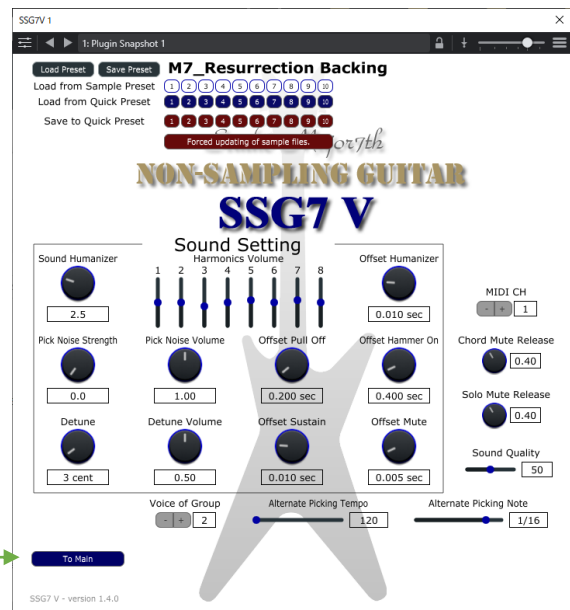 SSG7V 1
1: Plugin Snapshot 1
Load Preset Save Preset M7_Resurrection Backing
Load from Sample Preset 1 2 3 4 5 6 7 8 9 10
Load from Quick Preset 1 2 3 4 5 6 7 8 9 10
Save to Quick Preset 1 2 3 4 5 6 7 8 9 10
Forced updating of sample files.
NON-SAMPLING GUITAR
SSG7 V
Sound Setting
Sound Humanizer Harmonics Volume Offset Humanizer
1 2 3 4 5 6 7 8
2.5 0.010 sec
MIDI CH
- + 1
Pick Noise Strength Pick Noise Volume Offset Pull Off Offset Hammer On Chord Mute Release
0.40
0.0 1.00 0.200 sec 0.400 sec
Solo Mute Release
0.40
Detune Detune Volume Offset Sustain Offset Mute
Sound Quality
50
3 cent 0.50 0.010 sec 0.005 sec
Voice of Group Alternate Picking Tempo Alternate Picking Note
- + 2 120 1/16
To Main
SSG7 V - version 1.4.0